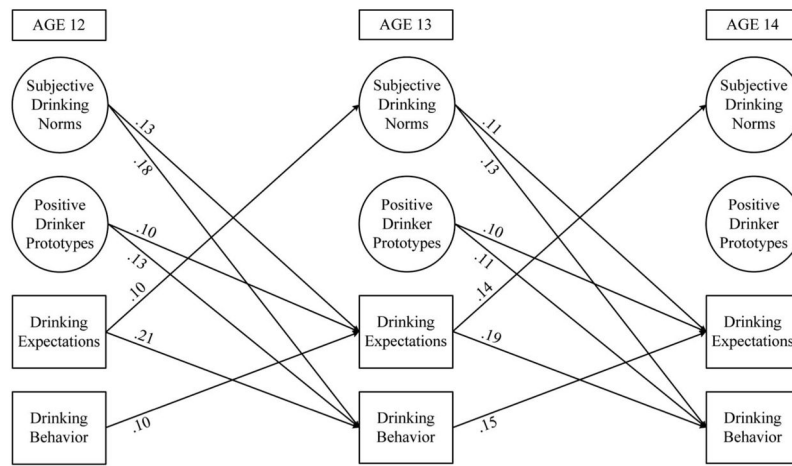 AGE 12
AGE 13
AGE 14
Subjective
Drinking
Norms
Subjective
Drinking
Norms
Subjective
Drinking
Norms
.13
.18
.11
.13
Positive
Drinker
Prototypes
Positive
Drinker
Prototypes
Positive
Drinker
Prototypes
.10
.13
.10
.11
.10
.14
Drinking
Expectations
Drinking
Expectations
Drinking
Expectations
.21
.19
Drinking
Behavior
Drinking
Behavior
Drinking
Behavior
.10
.15